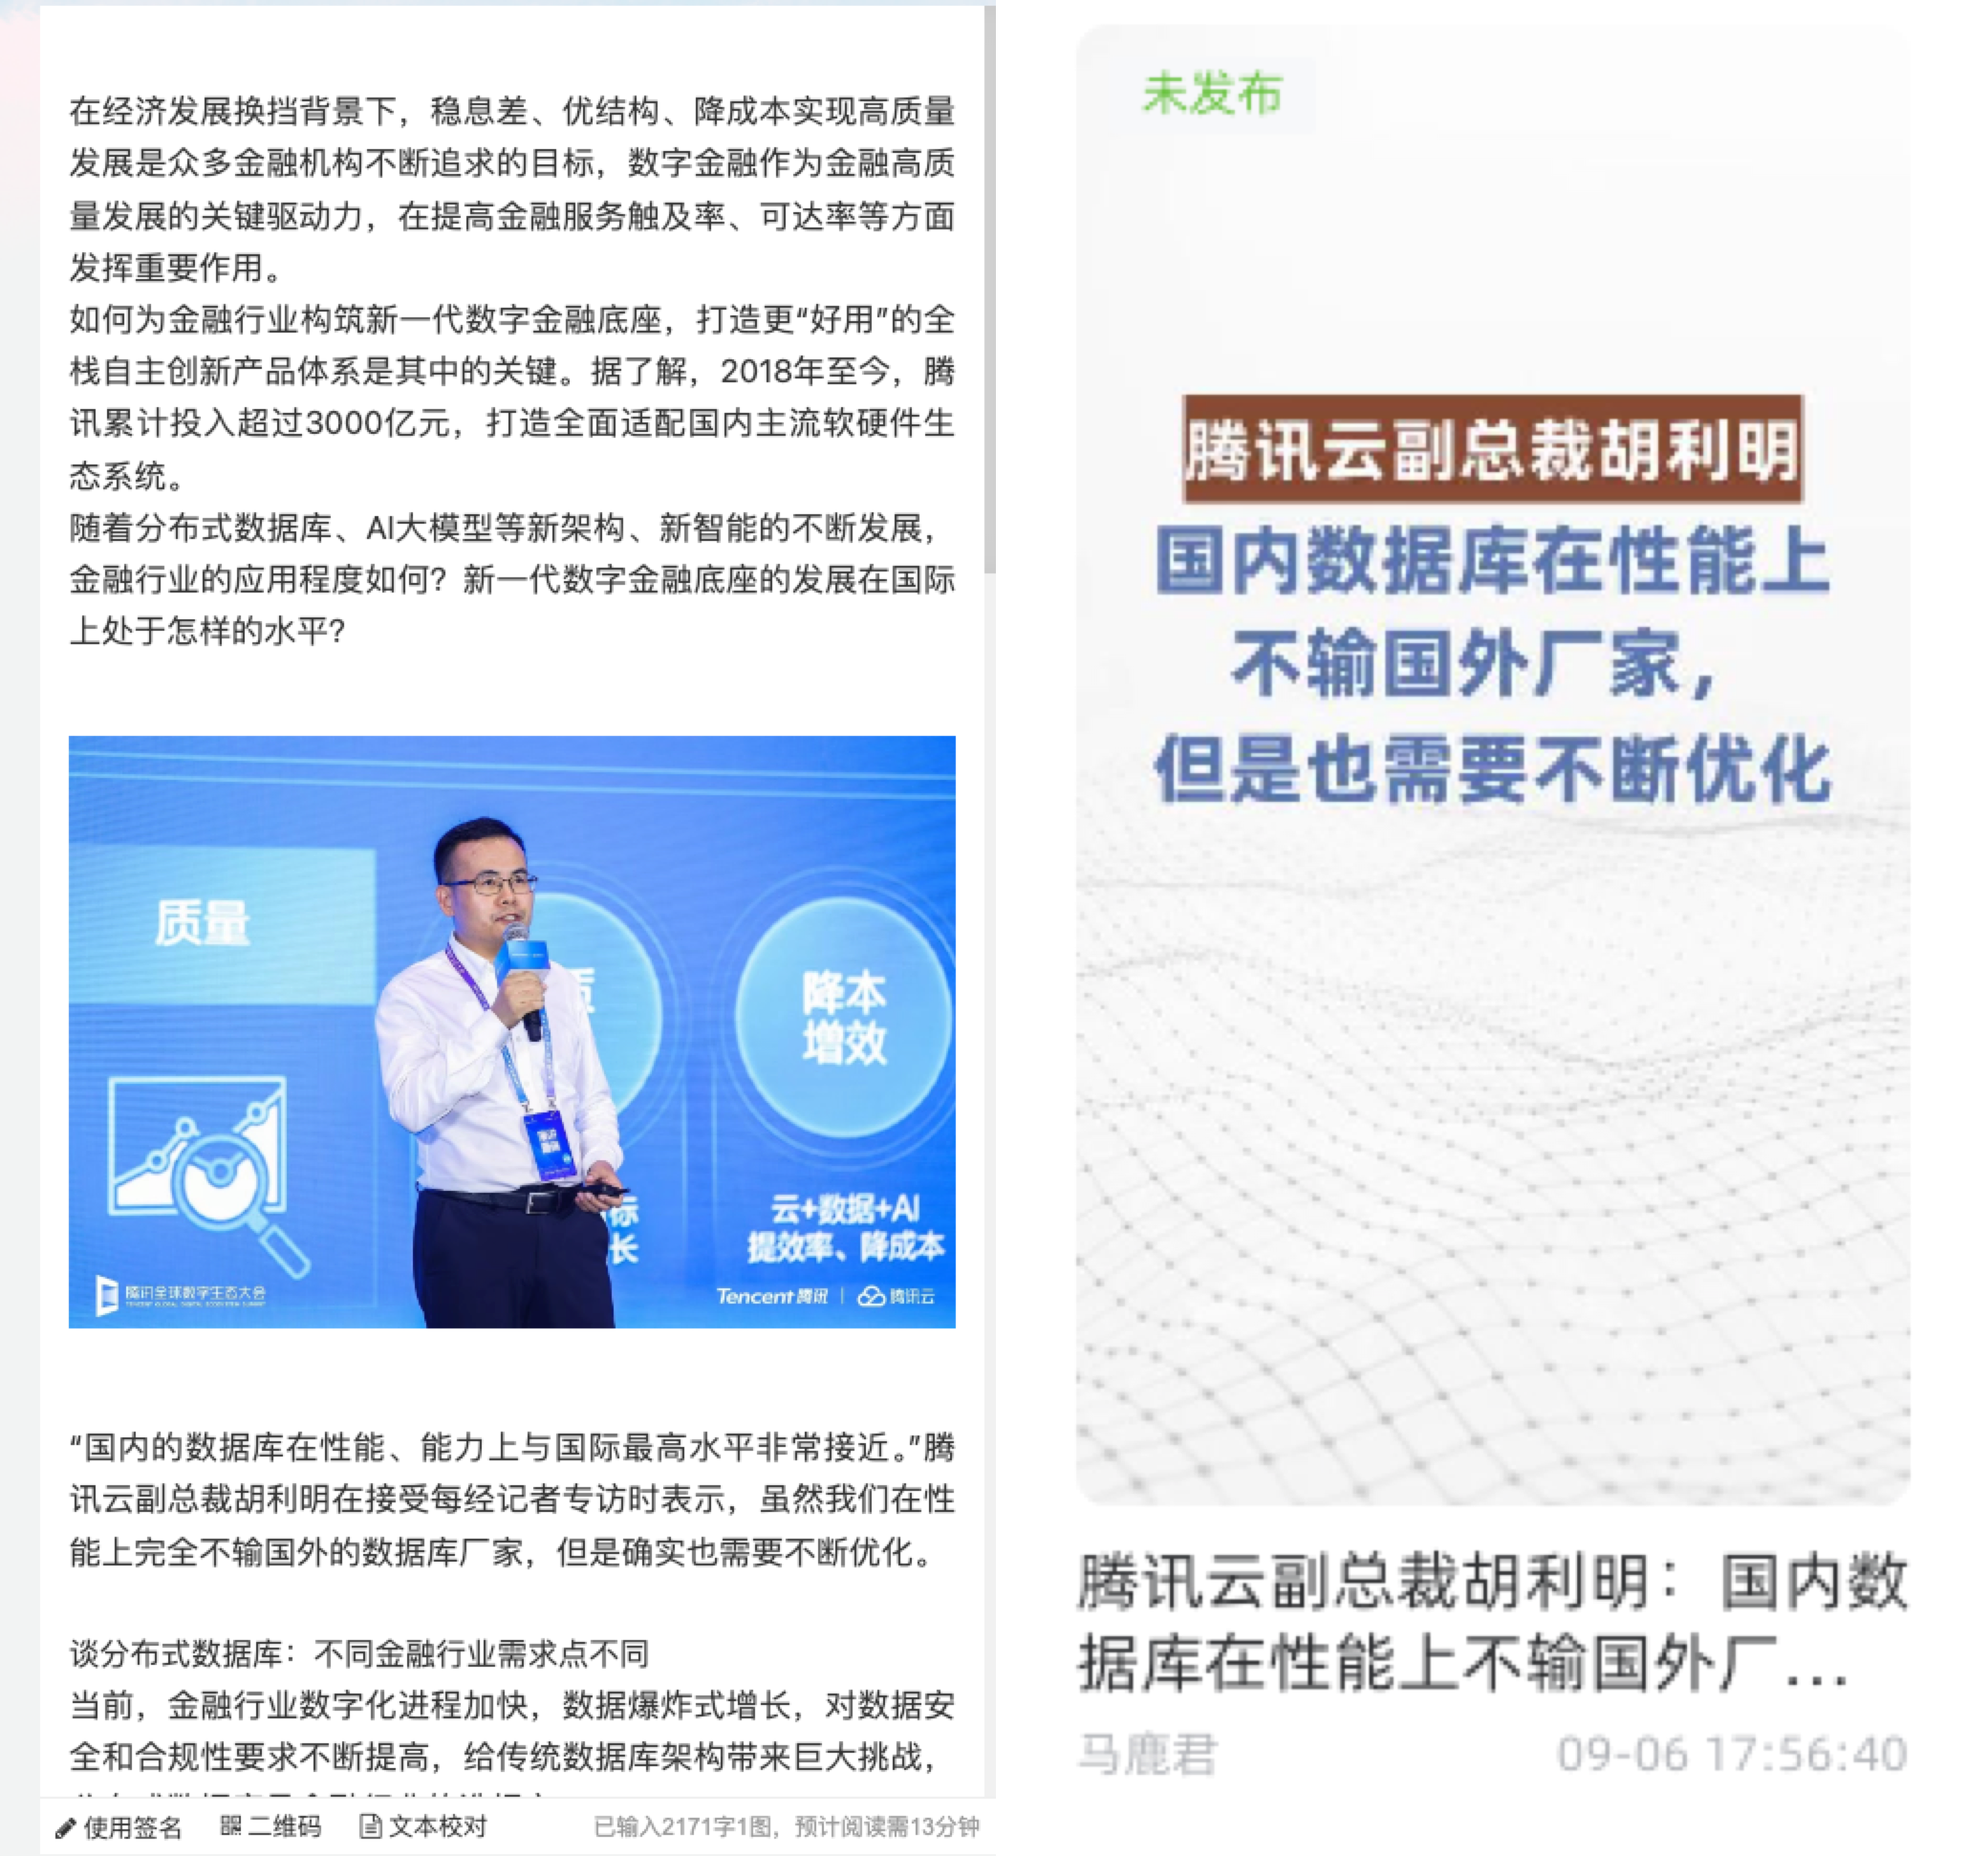 在经济发展换挡背景下，稳息差、优结构、降成本实现高质量
发展是众多金融机构不断追求的目标，数字金融作为金融高质
量发展的关键驱动力，在提高金融服务触及率、可达率等方面
发挥重要作用。
如何为金融行业构筑新一代数字金融底座，打造更“好用”的全
栈自主创新产品体系是其中的关键。据了解，2018年至今，腾
讯累计投入超过3000亿元，打造全面适配国内主流软硬件生
态系统。
随着分布式数据库、AI大模型等新架构、新智能的不断发展，
金融行业的应用程度如何？新一代数字金融底座的发展在国际
上处于怎样的水平？
质量
质
降本
增效
标
长
云+数据+AI
提效率、降成本
腾讯全球数字生态大会
TENCENT GLOBAL DIGITAL ECOSYSTEM SUMMIT
Tencent 腾讯 | 腾讯云
“国内的数据库在性能、能力上与国际最高水平非常接近。”腾
讯云副总裁胡利明在接受每经记者专访时表示，虽然我们在性
能上完全不输国外的数据库厂家，但是确实也需要不断优化。
谈分布式数据库：不同金融行业需求点不同
当前，金融行业数字化进程加快，数据爆炸式增长，对数据安
全和合规性要求不断提高，给传统数据库架构带来巨大挑战，
使用签名 二维码 文本校对 已输入2171字1图，预计阅读需13分钟
未发布
腾讯云副总裁胡利明
国内数据库在性能上
不输国外厂家，
但是也需要不断优化
腾讯云副总裁胡利明：国内数
据库在性能上不输国外厂...
马鹿君 09-06 17:56:40